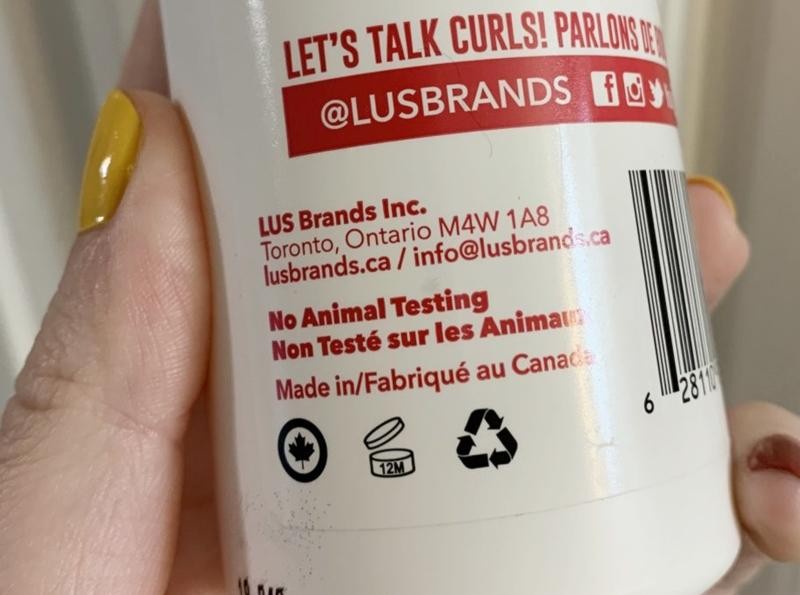 LET'S TALK CURLS! PARLONS DE
@LUSBRANDS
LUS Brands Inc.
Toronto, Ontario M4W 1A8
lusbrands.ca / info@lusbrands.ca
No Animal Testing
Non Testé sur les Animaux
Made in/Fabriqué au Canada
12M
6 28110